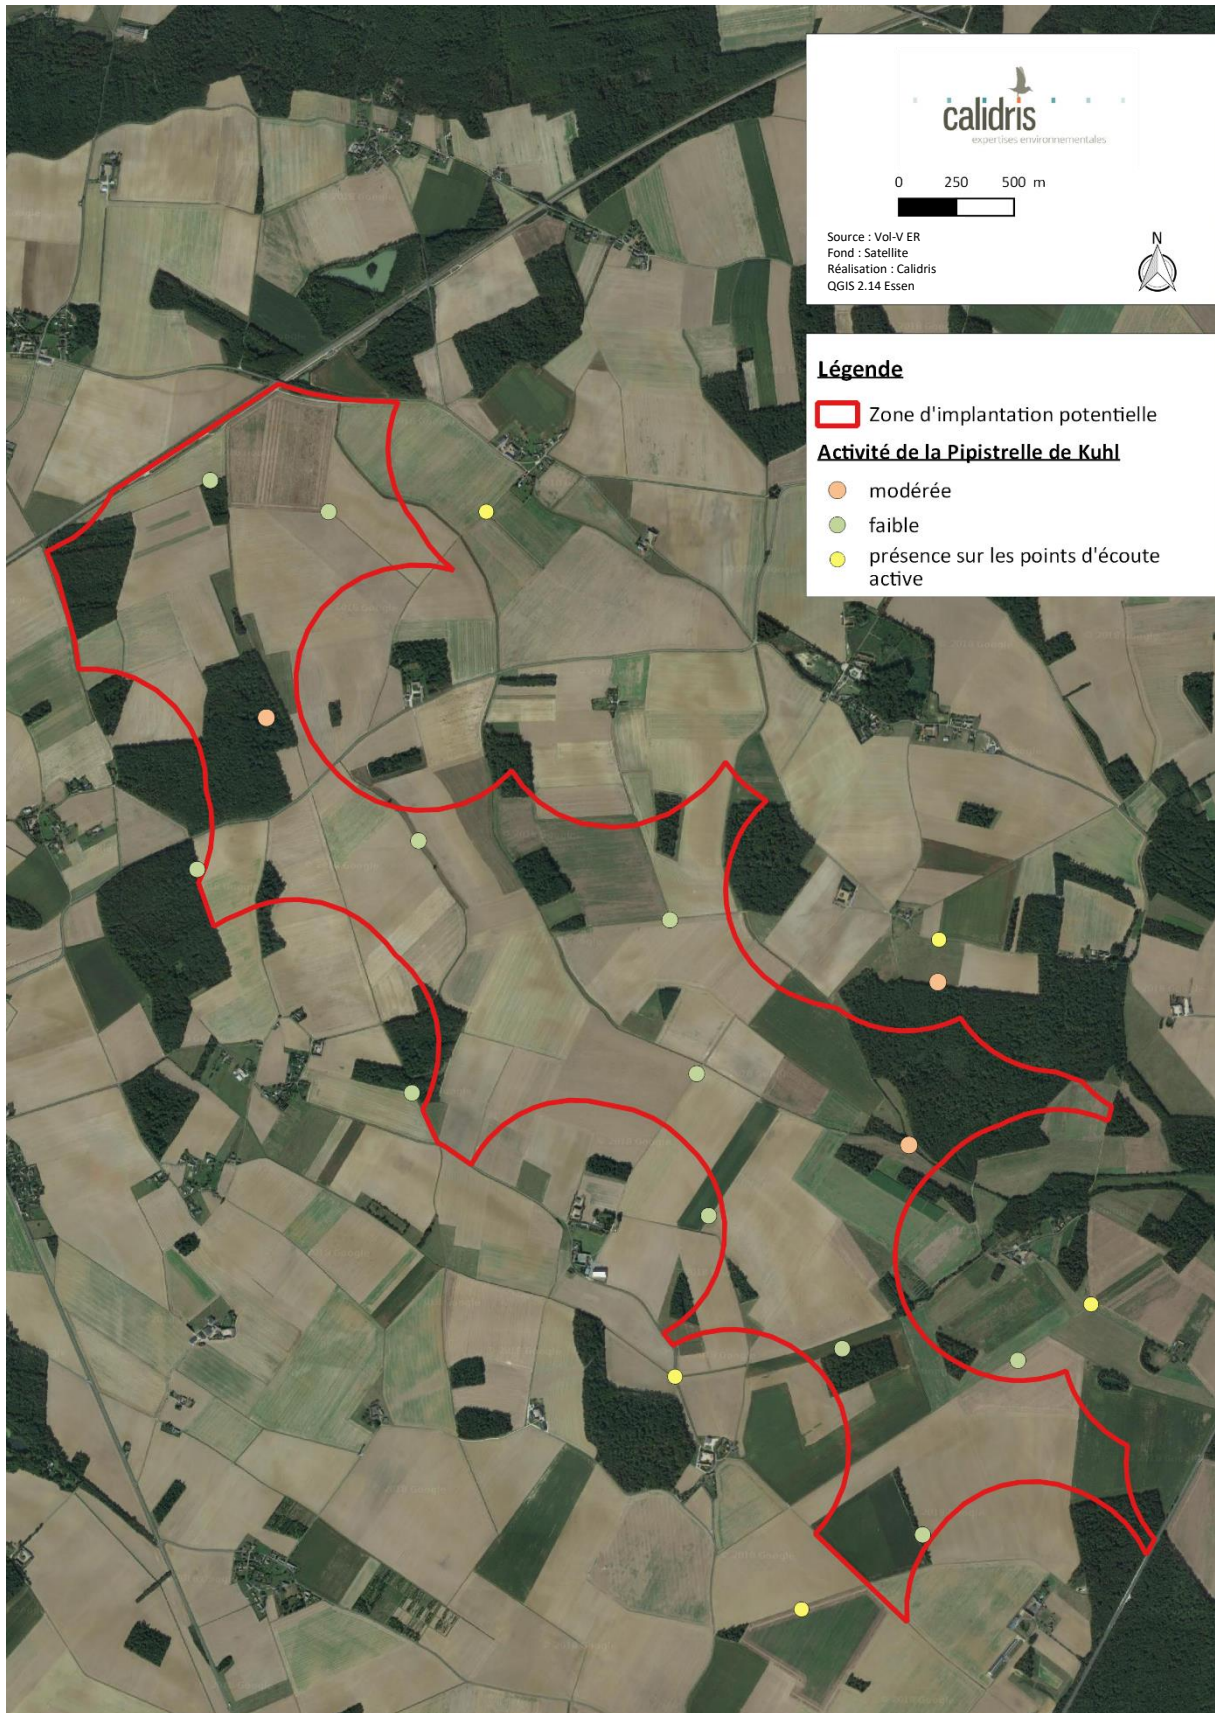 calidris
expertises environnementales
0 250 500 m
Source : Vol-V ER
Fond : Satellite
Réalisation : Calidris
QGIS 2.14 Essen
N
Légende
Zone d'implantation potentielle
Activité de la Pipistrelle de Kuhl
modérée
faible
présence sur les points d'écoute
active